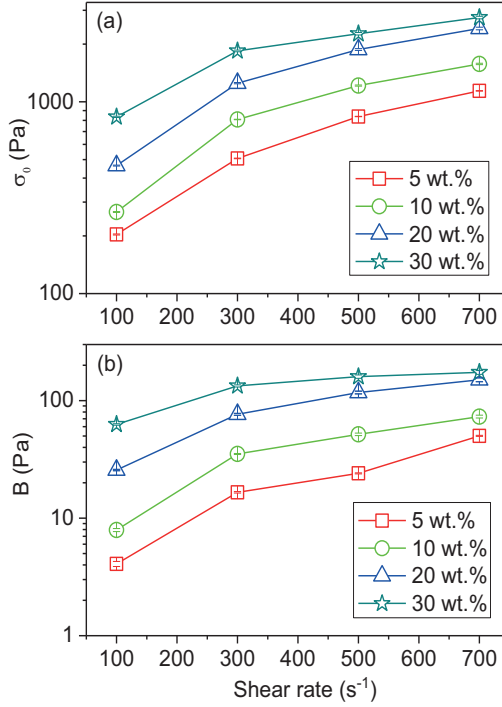 (a)
σ₀ (Pa)
1000
100
5 wt.%
10 wt.%
20 wt.%
30 wt.%
100 200 300 400 500 600 700
(b)
B (Pa)
100
10
1
5 wt.%
10 wt.%
20 wt.%
30 wt.%
100 200 300 400 500 600 700
Shear rate (s⁻¹)